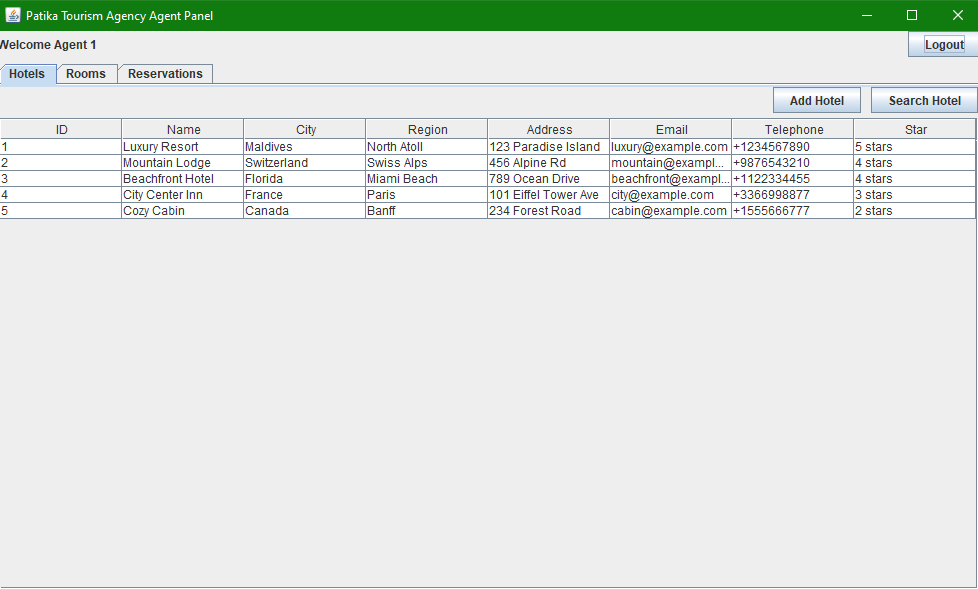 Patika Tourism Agency Agent Panel
Welcome Agent 1
Logout
Hotels Rooms Reservations
Add Hotel Search Hotel
ID Name City Region Address Email Telephone Star
1 Luxury Resort Maldives North Atoll 123 Paradise Island luxury@example.com +1234567890 5 stars
2 Mountain Lodge Switzerland Swiss Alps 456 Alpine Rd mountain@exampl... +9876543210 4 stars
3 Beachfront Hotel Florida Miami Beach 789 Ocean Drive beachfront@exampl... +1122334455 4 stars
4 City Center Inn France Paris 101 Eiffel Tower Ave city@example.com +3366998877 3 stars
5 Cozy Cabin Canada Banff 234 Forest Road cabin@example.com +1555666777 2 stars